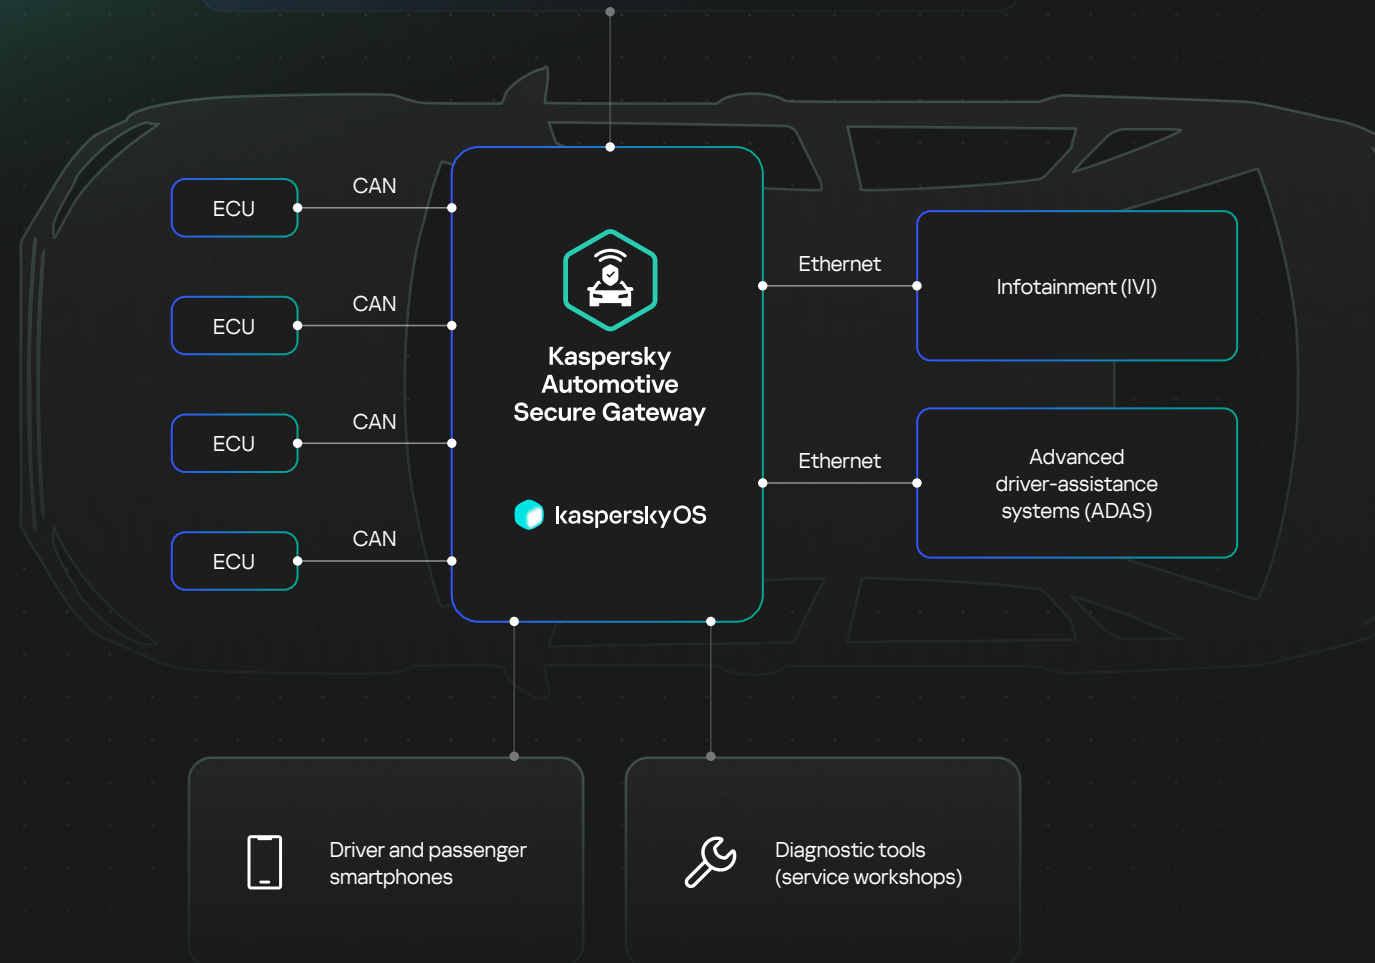 CAN
ECU
CAN
ECU
CAN
ECU
CAN
ECU
Kaspersky
Automotive
Secure Gateway
kasperskyOS
Ethernet
Infotainment (IVI)
Ethernet
Advanced
driver-assistance
systems (ADAS)
Driver and passenger
smartphones
Diagnostic tools
(service workshops)